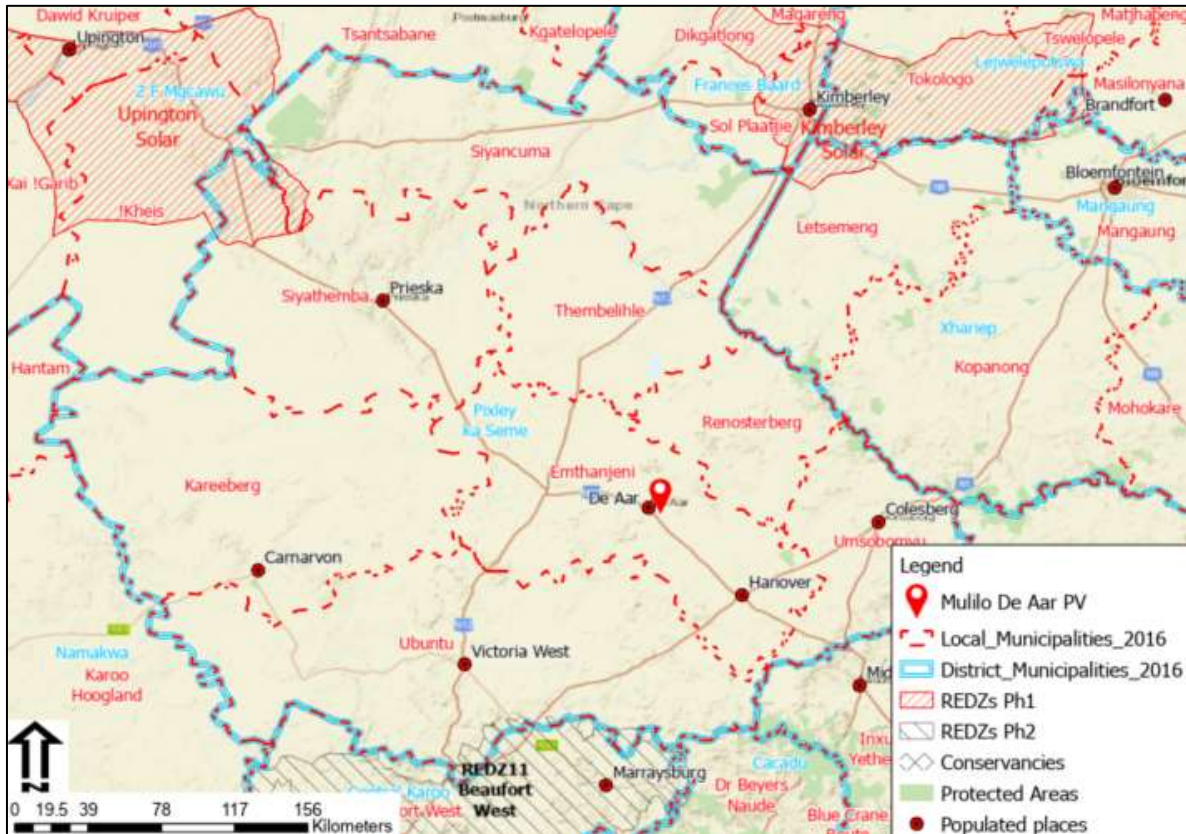 Dawid Kruiper
Upington
Tsantsabane
Kgatelopele
Dikgatlong
Magareng
Tswelopele
Lejweleputswa
Masilonyana
Brandfort
Z F Mgcawu
Upington
Solar
Frances Baard
Tokologo
Kimberley
Sol Plaatjie
Kimberley
Solar
Siyancuma
Kai !Garib
!Kheis
Northern Cape
Bloemfontein
Mangaung
Mangaung
Letsemeng
Siyathemba
Prieska
Thembelihle
Xhariep
Kopanong
Hantam
Pixley
Ka Seme
Renosterberg
Mohokare
Kareeberg
Emthanjeni
De Aar
Colesberg
Umsobomvu
Carnarvon
Hanover
Namakwa
Karoo
Hoogland
Ubuntu
Victoria West
REDZ11
Beaufort
West
Marraysburg
Cacadu
Dr Beyers
Naude
Blue Crane
Legend
Mulilo De Aar PV
Local_Municipalities_2016
District_Municipalities_2016
REDZs Ph1
REDZs Ph2
Conservancies
Protected Areas
Populated places
N
0 19.5 39 78 117 156
Kilometers